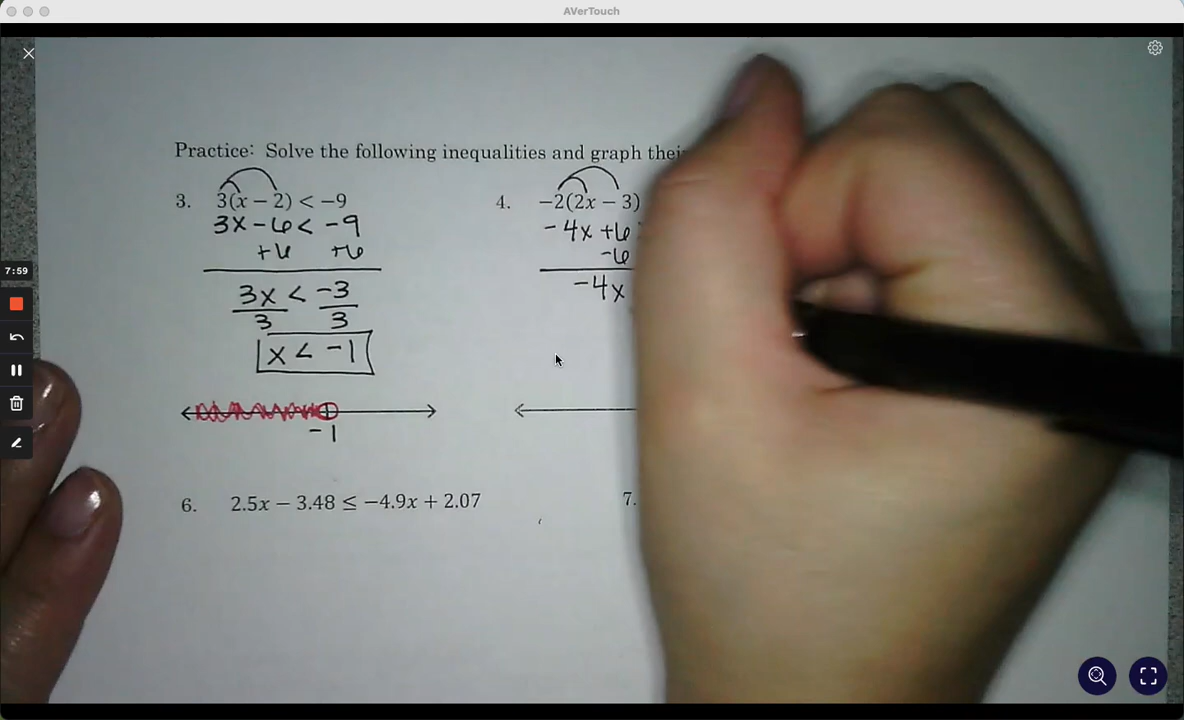 AVerTouch
Practice: Solve the following inequalities and graph their
3. 3(x − 2) < −9
3x − 6 < −9
+6 +6
3x < −3
3 3
x < −1
−1
4. −2(2x − 3)
−4x +6
−6
−4x
7:59
6. 2.5x − 3.48 ≤ −4.9x + 2.07
7.